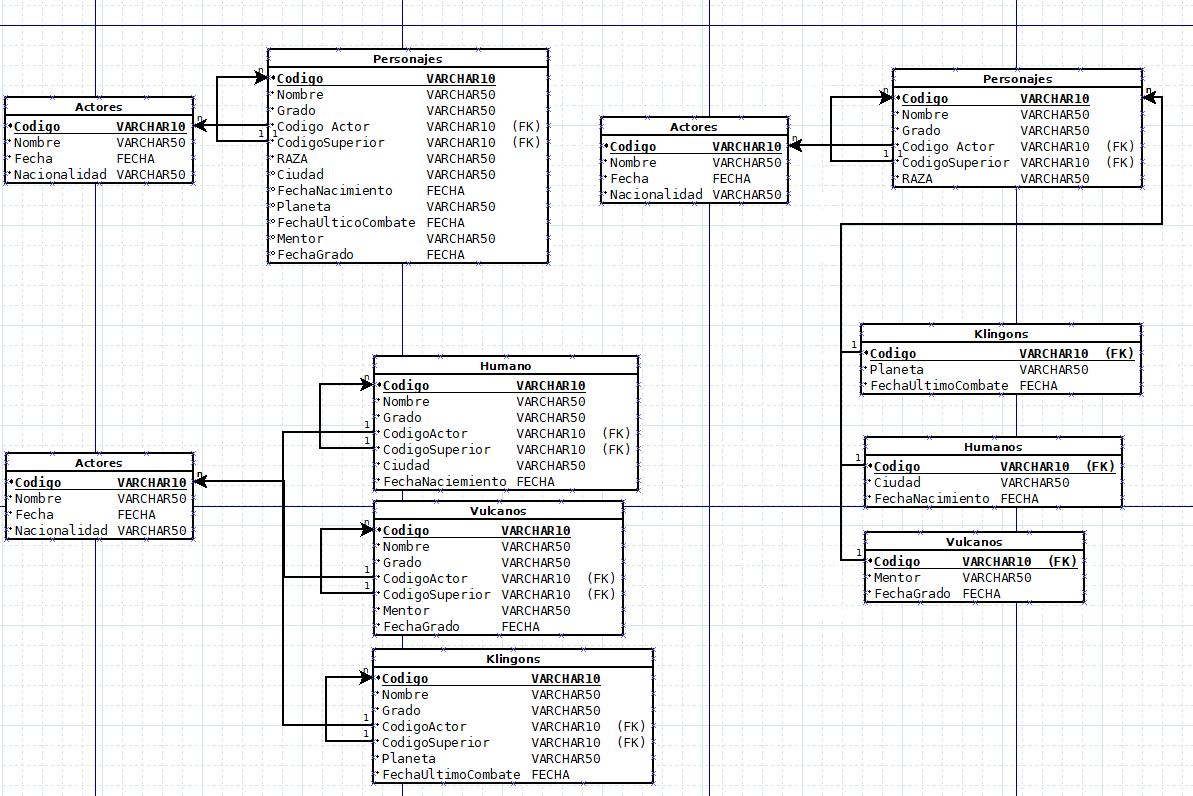 Personajes
n
Codigo VARCHAR10
Nombre VARCHAR50
Grado VARCHAR50
Codigo Actor VARCHAR10 (FK)
CodigoSuperior VARCHAR10 (FK)
RAZA VARCHAR50
Ciudad VARCHAR50
FechaNacimiento FECHA
Planeta VARCHAR50
FechaUlticoCombate FECHA
Mentor VARCHAR50
FechaGrado FECHA
1 1
n
Actores
Codigo VARCHAR10
Nombre VARCHAR50
Fecha FECHA
Nacionalidad VARCHAR50
Personajes
n
n
Codigo VARCHAR10
Nombre VARCHAR50
Grado VARCHAR50
Codigo Actor VARCHAR10 (FK)
CodigoSuperior VARCHAR10 (FK)
RAZA VARCHAR50
1 1
n
Actores
Codigo VARCHAR10
Nombre VARCHAR50
Fecha FECHA
Nacionalidad VARCHAR50
Klingons
1
Codigo VARCHAR10 (FK)
Planeta VARCHAR50
FechaUltimoCombate FECHA
Humanos
1
Codigo VARCHAR10 (FK)
Ciudad VARCHAR50
FechaNacimiento FECHA
Vulcanos
1
Codigo VARCHAR10 (FK)
Mentor VARCHAR50
FechaGrado FECHA
Actores
n
Codigo VARCHAR10
Nombre VARCHAR50
Fecha FECHA
Nacionalidad VARCHAR50
Humano
n
Codigo VARCHAR10
Nombre VARCHAR50
Grado VARCHAR50
1
CodigoActor VARCHAR10 (FK)
1
CodigoSuperior VARCHAR10 (FK)
Ciudad VARCHAR50
FechaNaciemiento FECHA
Vulcanos
n
Codigo VARCHAR10
Nombre VARCHAR50
Grado VARCHAR50
1
CodigoActor VARCHAR10 (FK)
1
CodigoSuperior VARCHAR10 (FK)
Mentor VARCHAR50
FechaGrado FECHA
Klingons
n
Codigo VARCHAR10
Nombre VARCHAR50
Grado VARCHAR50
1
CodigoActor VARCHAR10 (FK)
1
CodigoSuperior VARCHAR10 (FK)
Planeta VARCHAR50
FechaUltimoCombate FECHA